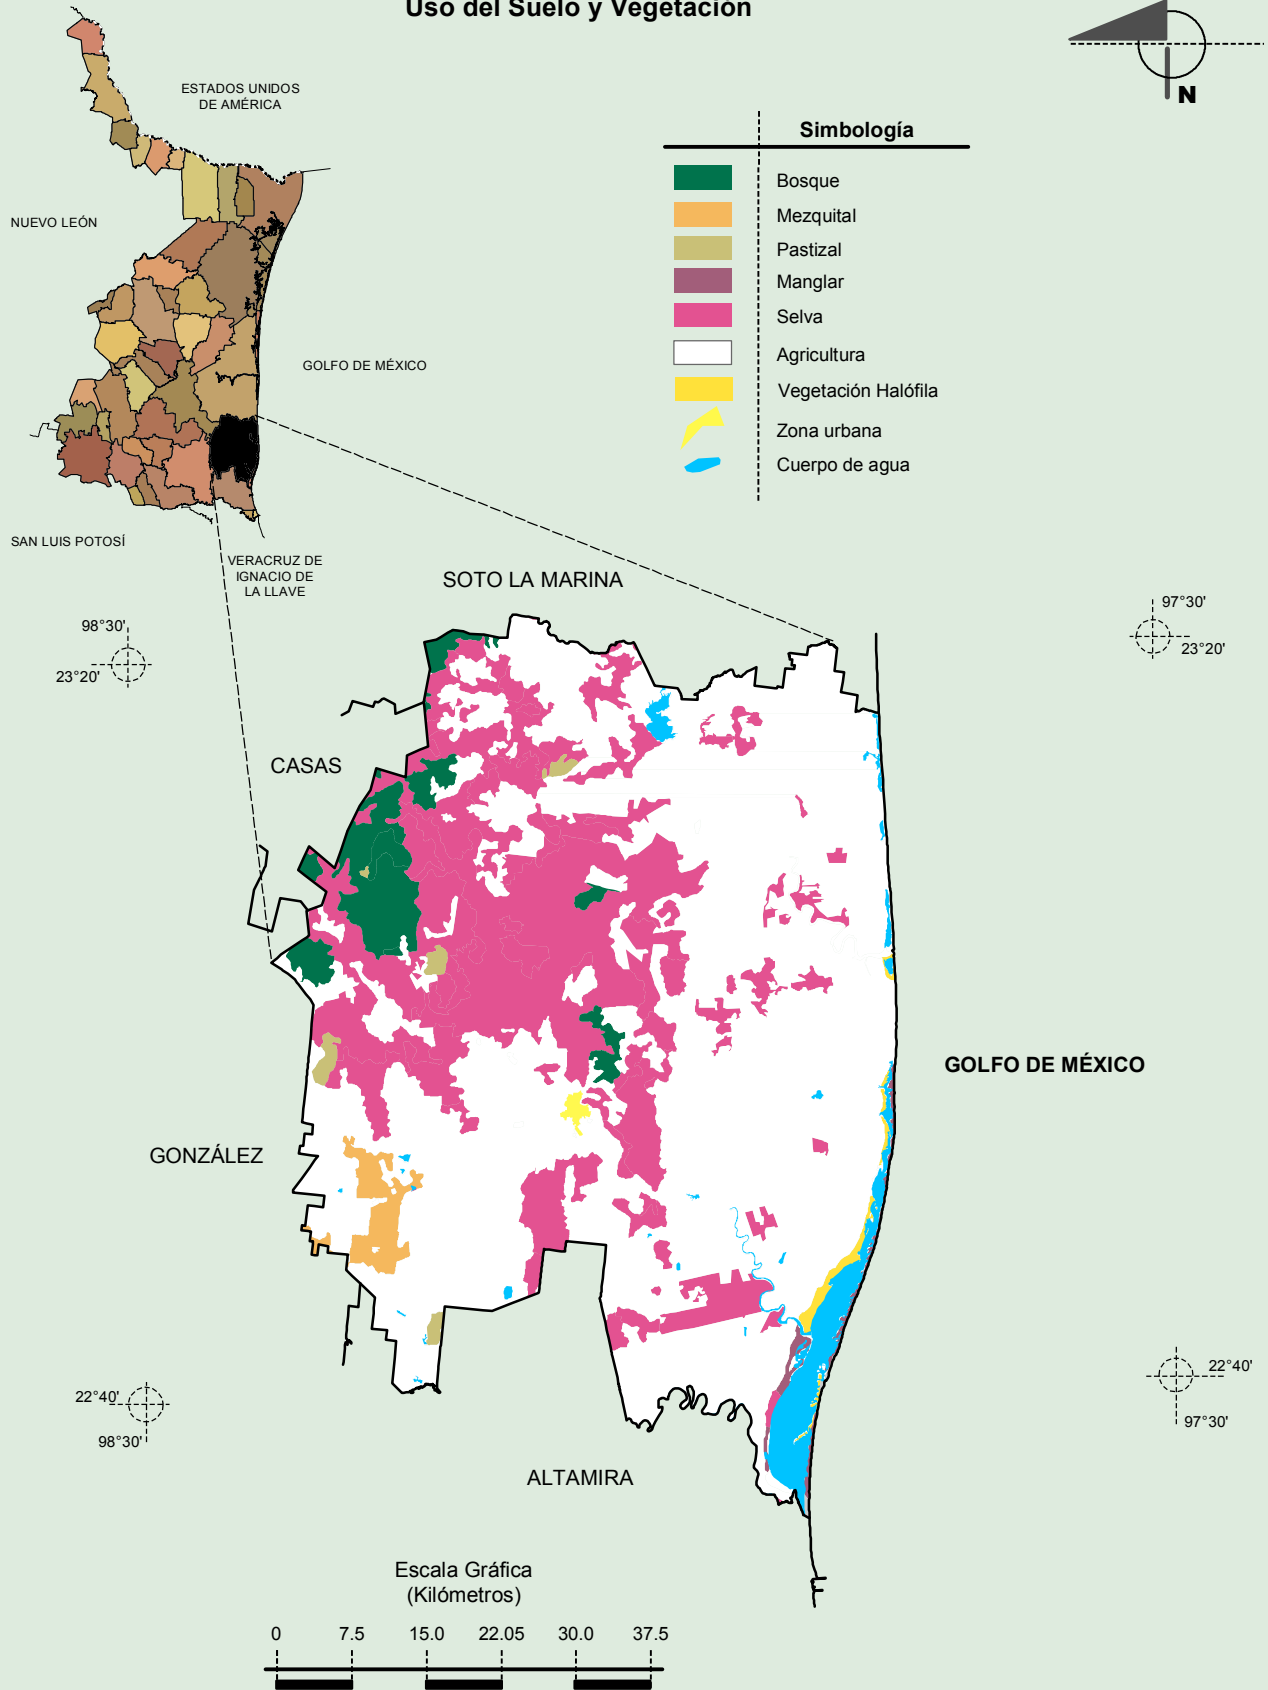 Uso del Suelo y Vegetación
N
ESTADOS UNIDOS
DE AMÉRICA
NUEVO LEÓN
GOLFO DE MÉXICO
SAN LUIS POTOSÍ
VERACRUZ DE
IGNACIO DE
LA LLAVE
Simbología
Bosque
Mezquital
Pastizal
Manglar
Selva
Agricultura
Vegetación Halófila
Zona urbana
Cuerpo de agua
SOTO LA MARINA
98°30'
23°20'
97°30'
23°20'
CASAS
GOLFO DE MÉXICO
GONZÁLEZ
22°40'
98°30'
22°40'
97°30'
ALTAMIRA
Escala Gráfica
(Kilómetros)
0 7.5 15.0 22.05 30.0 37.5